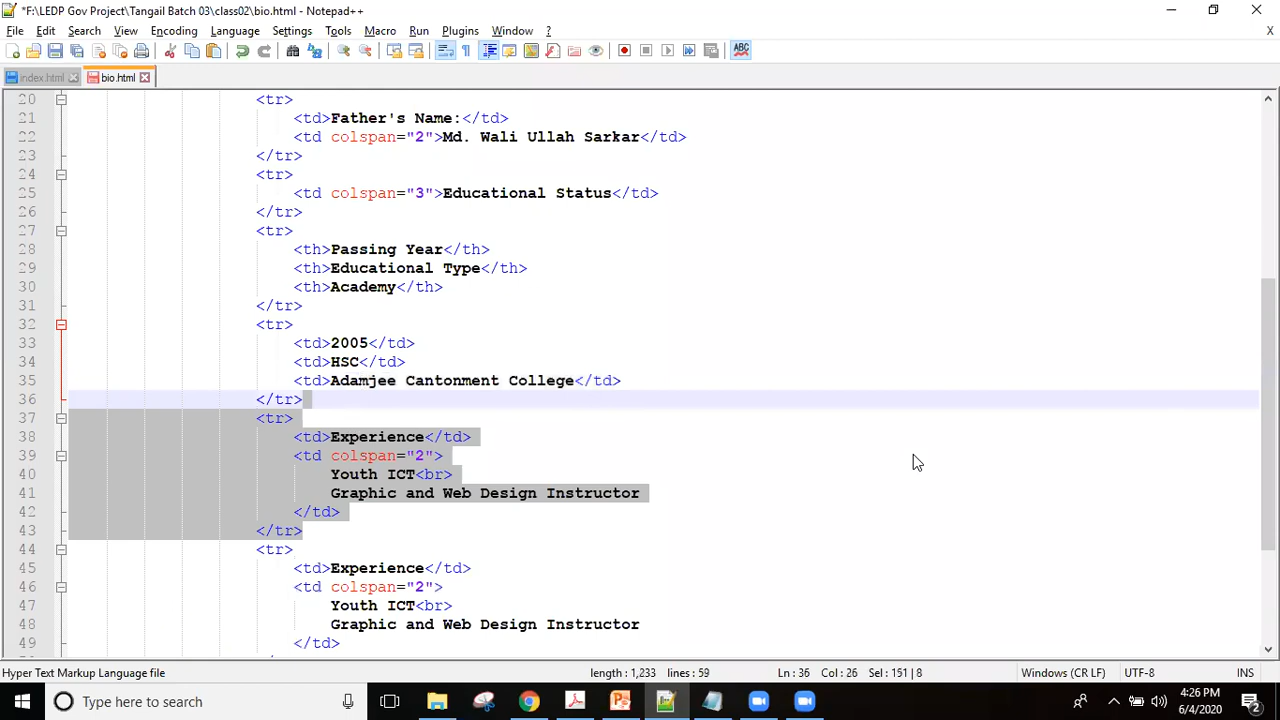 *F:\LEDP Gov Project\Tangail Batch 03\class02\bio.html - Notepad++
File Edit Search View Encoding Language Settings Tools Macro Run Plugins Window ?
X
ABC
index.html bio.html
20 <tr>
21 <td>Father's Name:</td>
22 <td colspan="2">Md. Wali Ullah Sarkar</td>
23 </tr>
24 <tr>
25 <td colspan="3">Educational Status</td>
26 </tr>
27 <tr>
28 <th>Passing Year</th>
29 <th>Educational Type</th>
30 <th>Academy</th>
31 </tr>
32 <tr>
33 <td>2005</td>
34 <td>HSC</td>
35 <td>Adamjee Cantonment College</td>
36 </tr>
37 <tr>
38 <td>Experience</td>
39 <td colspan="2">
40 Youth ICT<br>
41 Graphic and Web Design Instructor
42 </td>
43 </tr>
44 <tr>
45 <td>Experience</td>
46 <td colspan="2">
47 Youth ICT<br>
48 Graphic and Web Design Instructor
49 </td>
Hyper Text Markup Language file length : 1,233 lines : 59 Ln : 36 Col : 26 Sel : 151 | 8 Windows (CR LF) UTF-8 INS
Type here to search
4:26 PM
6/4/2020
2